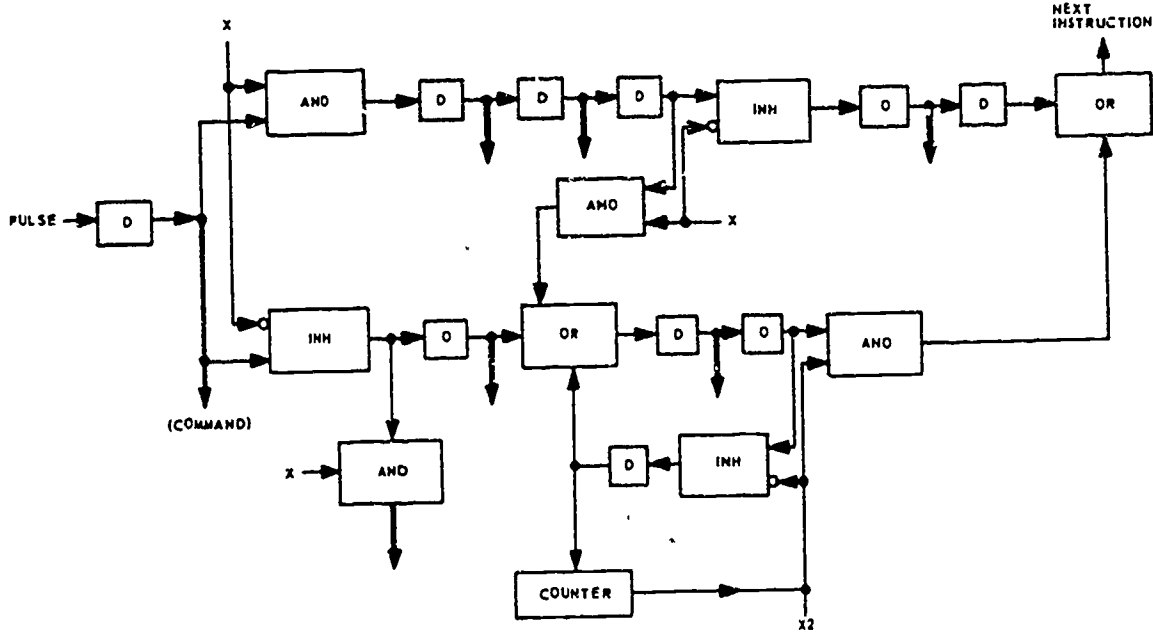 NEXT
INSTRUCTION
X
AND
D
D
D
INH
D
D
OR
AND
X
PULSE
D
INH
D
OR
D
D
AND
(COMMAND)
X
AND
D
INH
COUNTER
X2